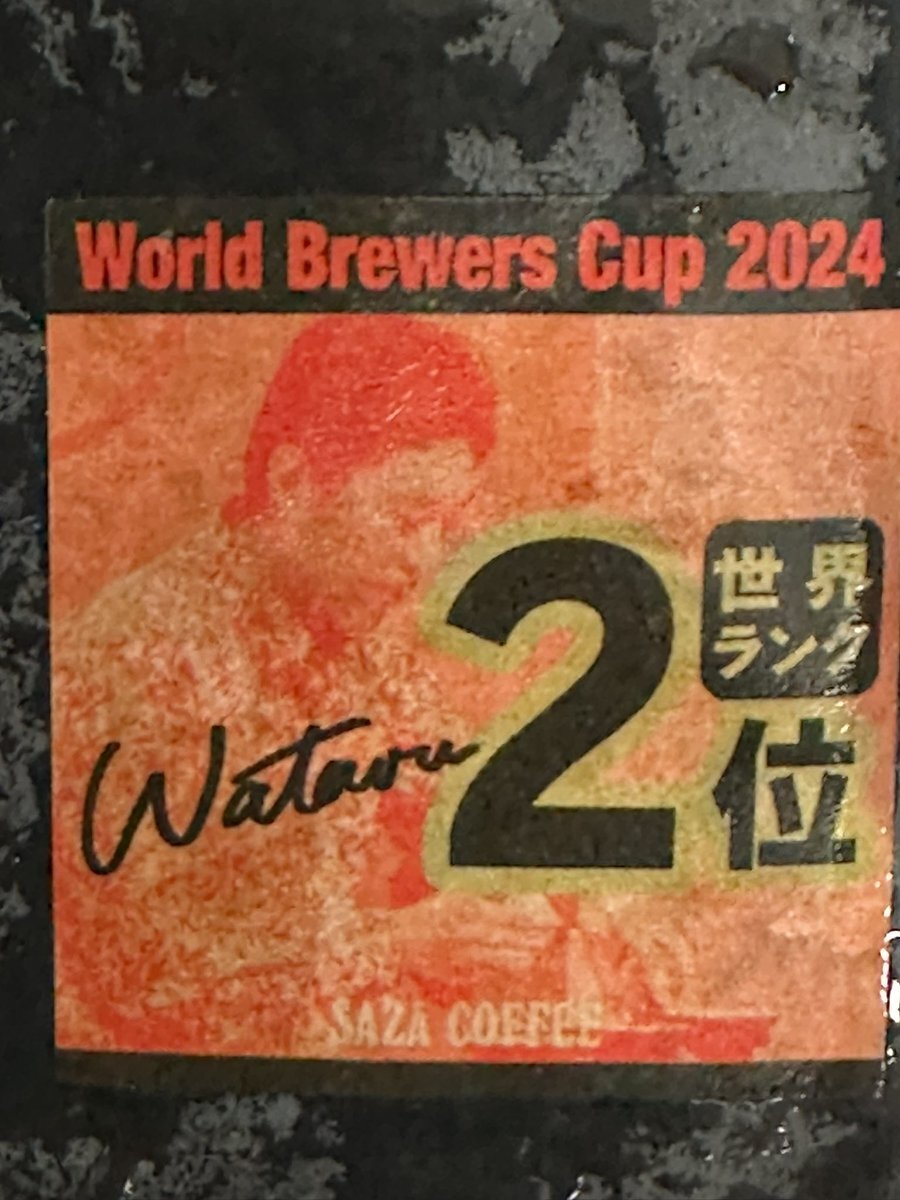 World Brewers Cup 2024
世界
ランク
2位
Wataru
SAZA COFFEE